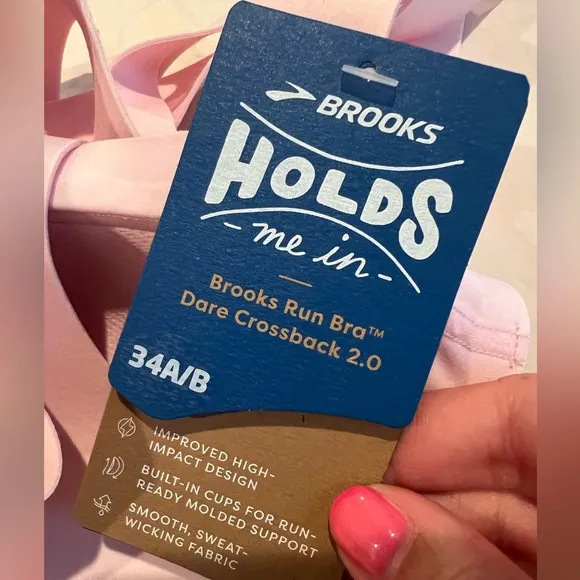 BROOKS
HOLDS
- me in -
Brooks Run Bra™
Dare Crossback 2.0
34A/B
IMPROVED HIGH-
IMPACT DESIGN
BUILT-IN CUPS FOR RUN-
READY MOLDED SUPPORT
SMOOTH, SWEAT-
WICKING FABRIC